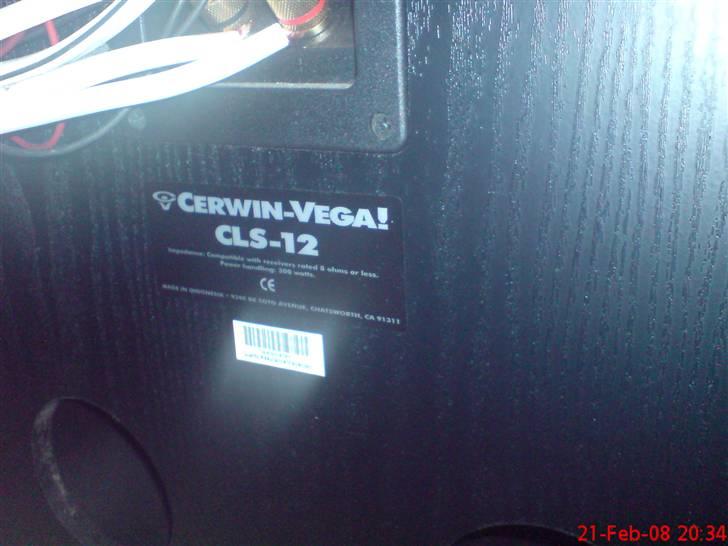 CERWIN-VEGA!
CLS-12
Impedance: Compatible with receivers rated 8 ohms or less.
Power handling: 300 watts.
CE
MADE IN INDONESIA • 9260 DE SOTO AVENUE, CHATSWORTH, CA 91311
21-Feb-08 20:34